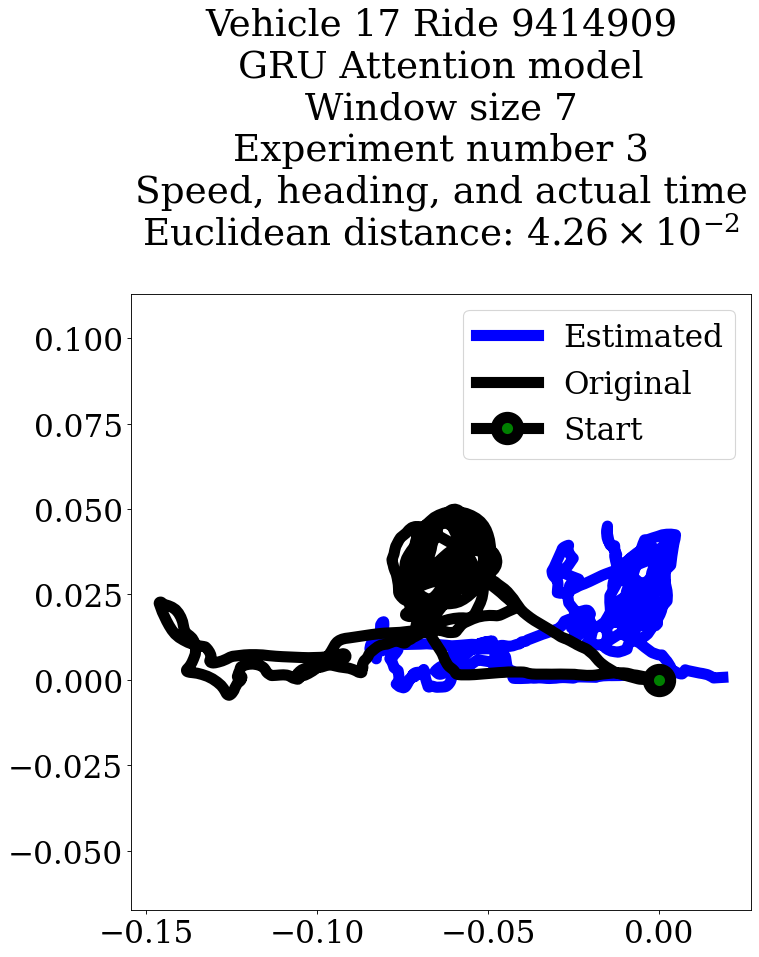 Vehicle 17 Ride 9414909
GRU Attention model
Window size 7
Experiment number 3
Speed, heading, and actual time
Euclidean distance: 4.26 × 10⁻²
Estimated
Original
Start
0.100
0.075
0.050
0.025
0.000
−0.025
−0.050
−0.15
−0.10
−0.05
0.00